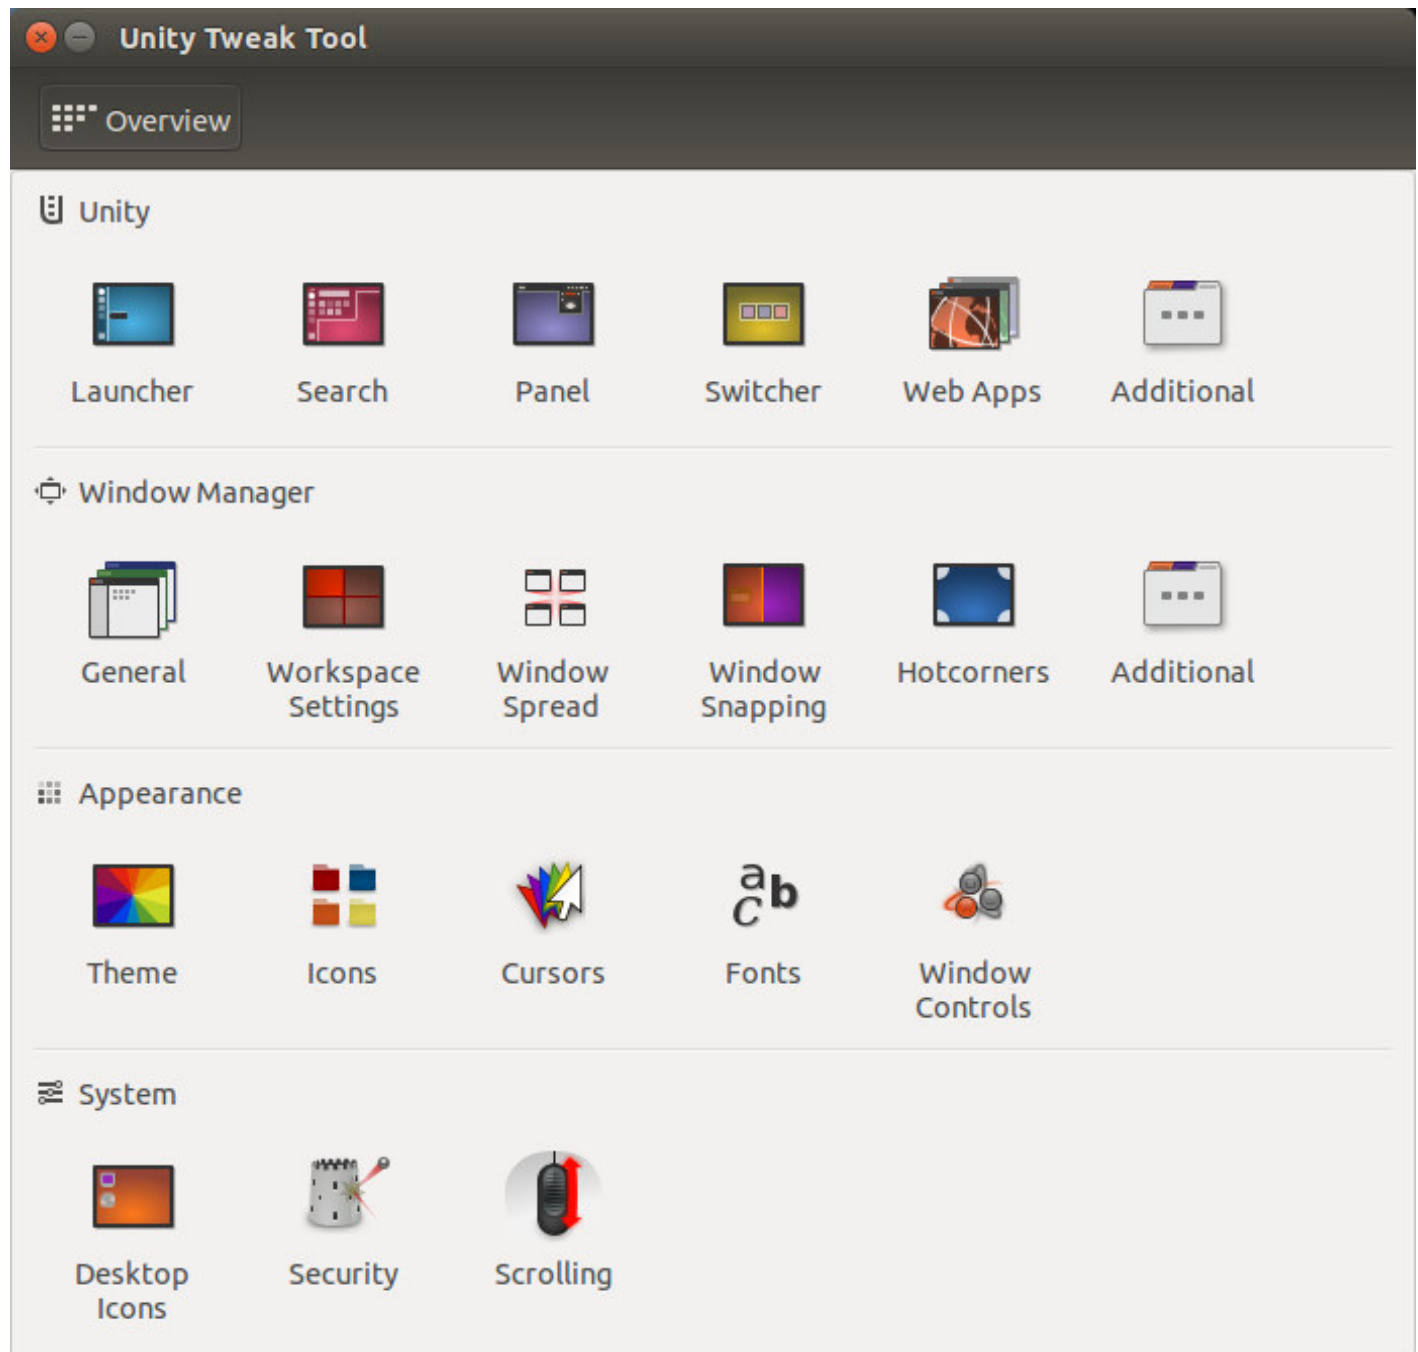 Unity Tweak Tool
Overview
Unity
Launcher
Search
Panel
Switcher
Web Apps
Additional
Window Manager
General
Workspace
Settings
Window
Spread
Window
Snapping
Hotcorners
Additional
Appearance
Theme
Icons
Cursors
a
b
c
Fonts
Window
Controls
System
Desktop
Icons
Security
Scrolling